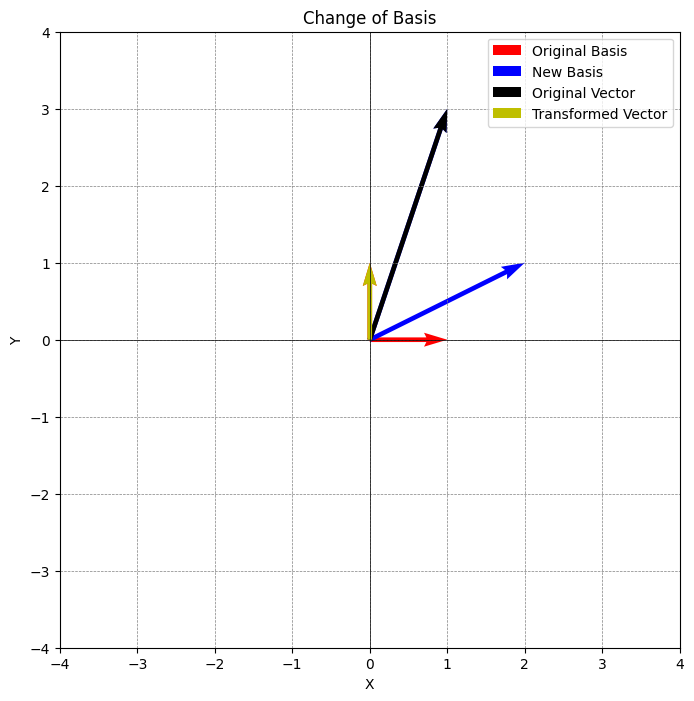 Change of Basis
Original Basis
New Basis
Original Vector
Transformed Vector
4
3
2
1
0
−1
−2
−3
−4
Y
−4 −3 −2 −1 0 1 2 3 4
X